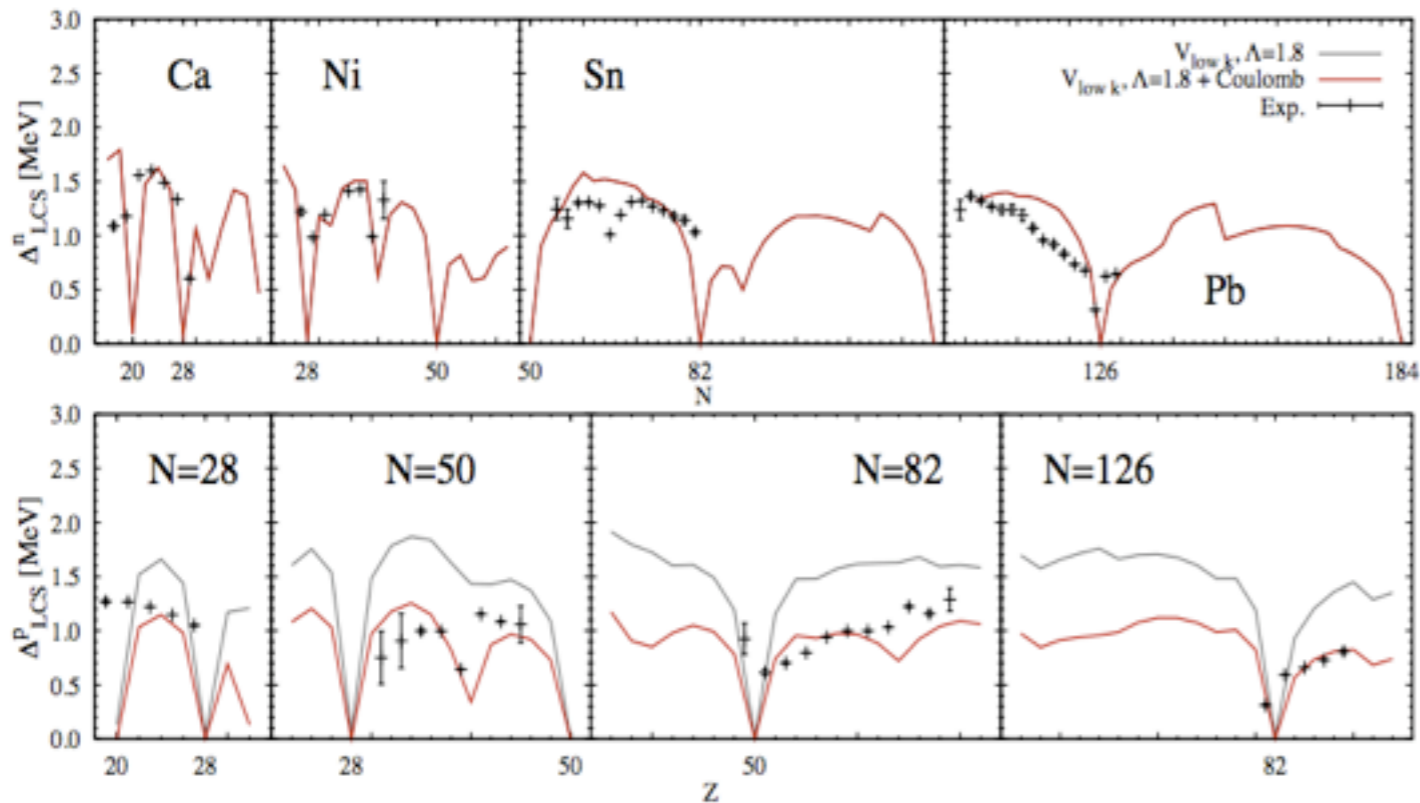 3.0
2.5
2.0
1.5
1.0
0.5
0.0
Δⁿ_LCS [MeV]
Ca
Ni
Sn
Pb
V_low k, Λ=1.8
V_low k, Λ=1.8 + Coulomb
Exp.
20 28 28 50 50 82 126 184
N
3.0
2.5
2.0
1.5
1.0
0.5
0.0
Δᵖ_LCS [MeV]
N=28
N=50
N=82
N=126
20 28 28 50 50 82
Z